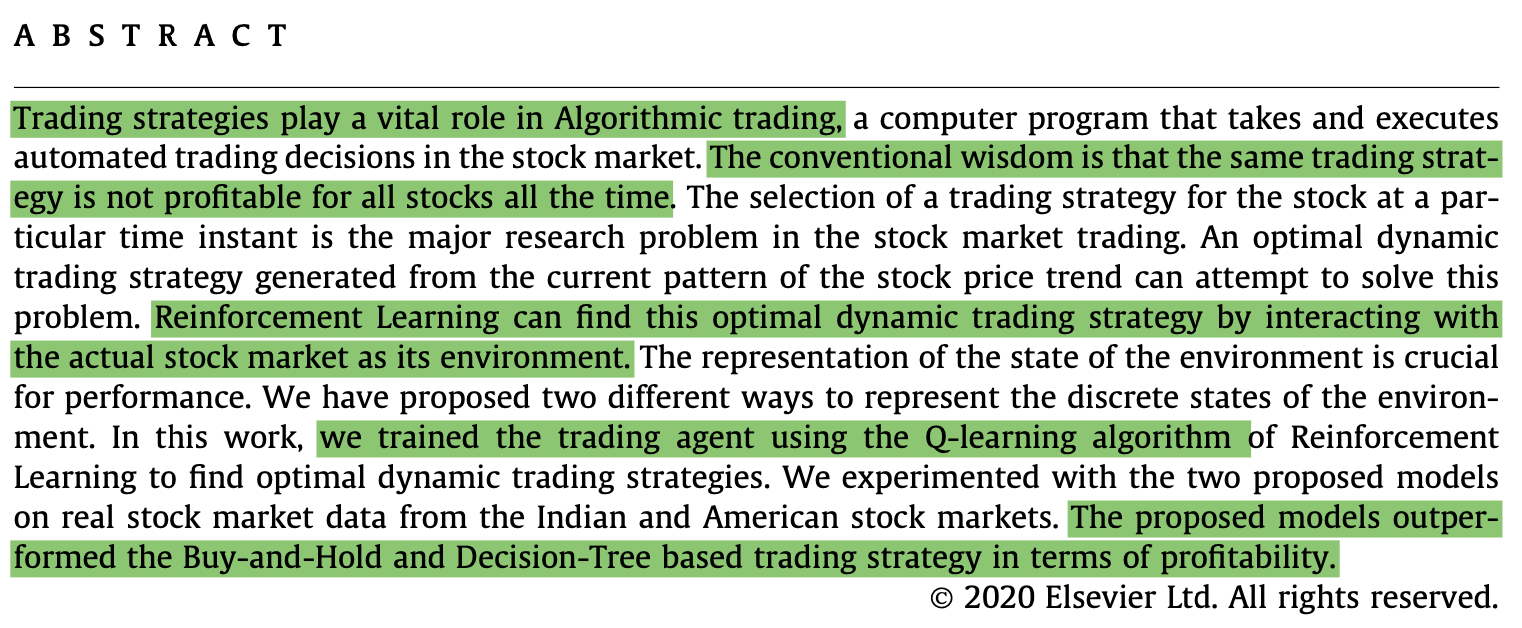 A B S T R A C T
Trading strategies play a vital role in Algorithmic trading, a computer program that takes and executes
automated trading decisions in the stock market. The conventional wisdom is that the same trading strat-
egy is not profitable for all stocks all the time. The selection of a trading strategy for the stock at a par-
ticular time instant is the major research problem in the stock market trading. An optimal dynamic
trading strategy generated from the current pattern of the stock price trend can attempt to solve this
problem. Reinforcement Learning can find this optimal dynamic trading strategy by interacting with
the actual stock market as its environment. The representation of the state of the environment is crucial
for performance. We have proposed two different ways to represent the discrete states of the environ-
ment. In this work, we trained the trading agent using the Q-learning algorithm of Reinforcement
Learning to find optimal dynamic trading strategies. We experimented with the two proposed models
on real stock market data from the Indian and American stock markets. The proposed models outper-
formed the Buy-and-Hold and Decision-Tree based trading strategy in terms of profitability.
© 2020 Elsevier Ltd. All rights reserved.